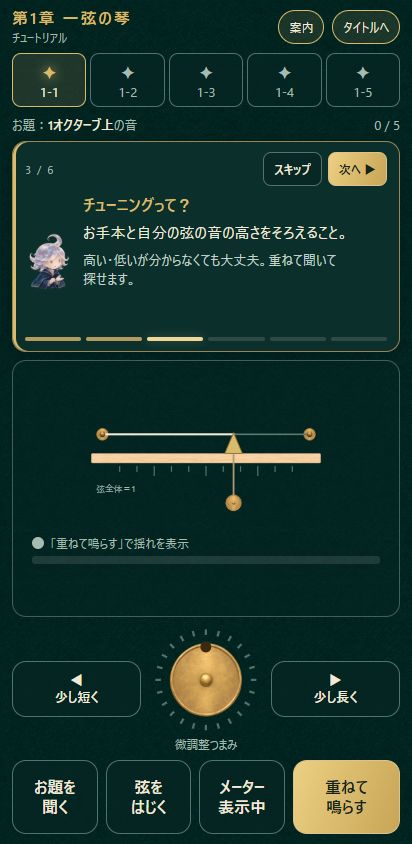 第1章 一弦の琴
チュートリアル
案内
タイトルへ
✦
1-1
✦
1-2
✦
1-3
✦
1-4
✦
1-5
お題：1オクターブ上の音
0 / 5
3 / 6
スキップ
次へ ▶
チューニングって？
お手本と自分の弦の音の高さをそろえること。
高い・低いが分からなくても大丈夫。重ねて聞いて
探せます。
弦全体＝1
「重ねて鳴らす」で揺れを表示
◀
少し短く
▶
少し長く
微調整つまみ
お題を
聞く
弦を
はじく
メーター
表示中
重ねて
鳴らす